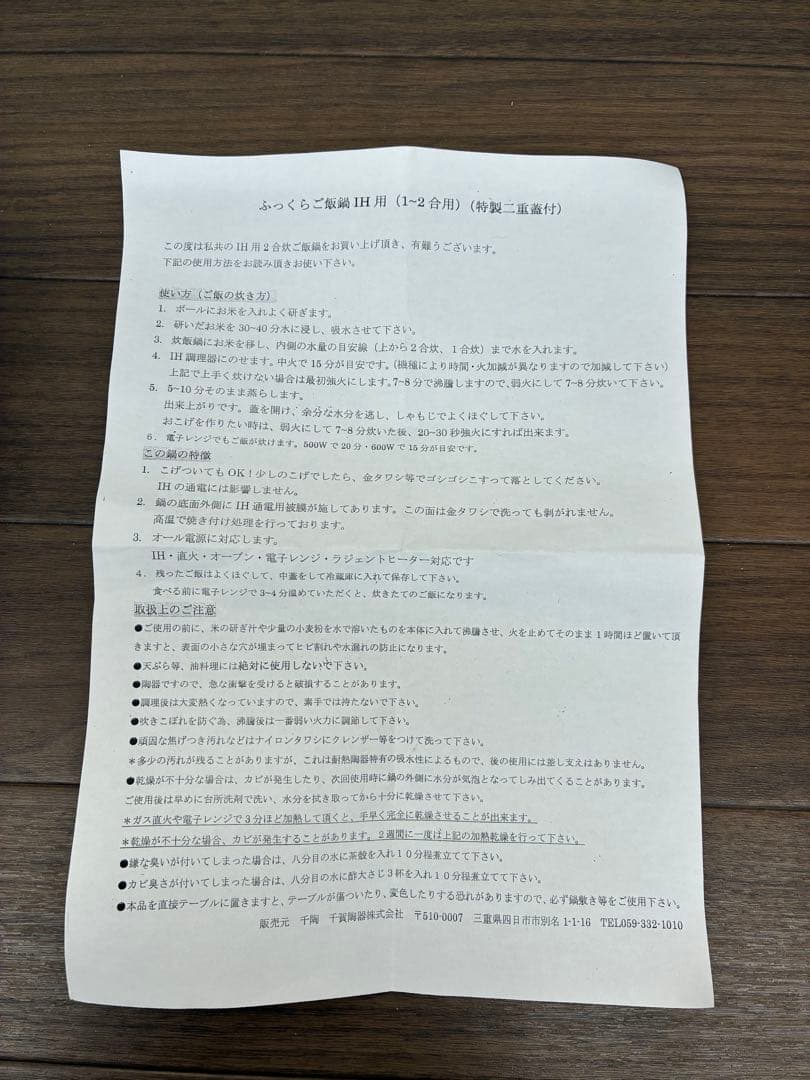 ふっくらご飯鍋IH用（1~2合用）（特製二重蓋付）
この度は私共のIH用2合炊ご飯鍋をお買い上げ頂き、有難うございます。
下記の使用方法をお読み頂きお使い下さい。
使い方（ご飯の炊き方）
1. ボールにお米を入れよく研ぎます。
2. 研いだお米を30~40分水に浸し、吸水させて下さい。
3. 炊飯鍋にお米を移し、内側の水量の目安線（上から2合炊、1合炊）まで水を入れます。
4. IH調理器にのせます。中火で15分が目安です。（機種により時間・火加減が異なりますので加減して下さい）
上記で上手く炊けない場合は最初強火にします。7~8分で沸騰しますので、弱火にして7~8分炊いて下さい。
5. 5~10分そのまま蒸らします。
出来上がりです。蓋を開け、余分な水分を逃し、しゃもじでよくほぐして下さい。
おこげを作りたい時は、弱火にして7~8分炊いた後、20~30秒強火にすれば出来ます。
6. 電子レンジでもご飯が炊けます。500Wで20分・600Wで15分が目安です。
この鍋の特徴
1. こげついてもOK！少しのこげでしたら、金タワシ等でゴシゴシこすって落としてください。
IHの通電には影響しません。
2. 鍋の底面外側にIH通電用被膜が施してあります。この面は金タワシで洗っても剥がれません。
高温で焼き付け処理を行っております。
3. オール電源に対応します。
IH・直火・オーブン・電子レンジ・ラジェントヒーター対応です
4. 残ったご飯はよくほぐして、中蓋をして冷蔵庫に入れて保存して下さい。
食べる前に電子レンジで3~4分温めていただくと、炊きたてのご飯になります。
取扱上のご注意
●ご使用の前に、米の研ぎ汁や少量の小麦粉を水で溶いたものを本体に入れて沸騰させ、火を止めてそのまま1時間ほど置いて頂
きますと、表面の小さな穴が埋まってヒビ割れや水漏れの防止になります。
●天ぷら等、油料理には絶対に使用しないで下さい。
●陶器ですので、急な衝撃を受けると破損することがあります。
●調理後は大変熱くなっていますので、素手では持たないで下さい。
●吹きこぼれを防ぐ為、沸騰後は一番弱い火力に調節して下さい。
●頑固な焦げつき汚れなどはナイロンタワシにクレンザー等をつけて洗って下さい。
＊多少の汚れが残ることがありますが、これは耐熱陶器特有の吸水性によるもので、後の使用には差し支えはありません。
●乾燥が不十分な場合は、カビが発生したり、次回使用時に鍋の外側に水分が気泡となってしみ出てくることがあります。
ご使用後は早めに台所洗剤で洗い、水分を拭き取ってから十分に乾燥させて下さい。
＊ガス直火や電子レンジで3分ほど加熱して頂くと、手早く完全に乾燥させることが出来ます。
＊乾燥が不十分な場合、カビが発生することがあります。2週間に一度は上記の加熱乾燥を行って下さい。
●嫌な臭いが付いてしまった場合は、八分目の水に茶殻を入れ10分程煮立てて下さい。
●カビ臭さが付いてしまった場合は、八分目の水に酢大さじ3杯を入れ10分程煮立てて下さい。
●本品を直接テーブルに置きますと、テーブルが傷ついたり、変色したりする恐れがありますので、必ず鍋敷き等をご使用下さい。
販売元 千陶 千賀陶器株式会社 〒510-0007 三重県四日市市別名1-1-16 TEL059-332-1010